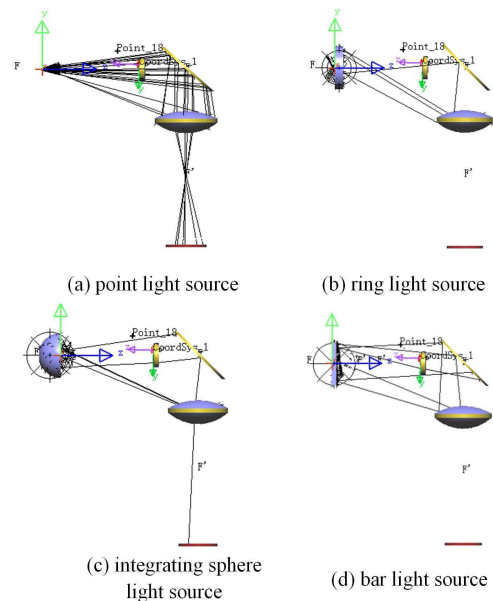 y
Point_18
F
z
z
CoordSys_1
y
F'
(a) point light source
Point_18
F
z
z
CoordSys_1
y
F'
(b) ring light source
Point_18
F
z
z
CoordSys_1
y
F'
(c) integrating sphere
light source
Point_18
F
z
CoordSys_1
y
F'
(d) bar light source